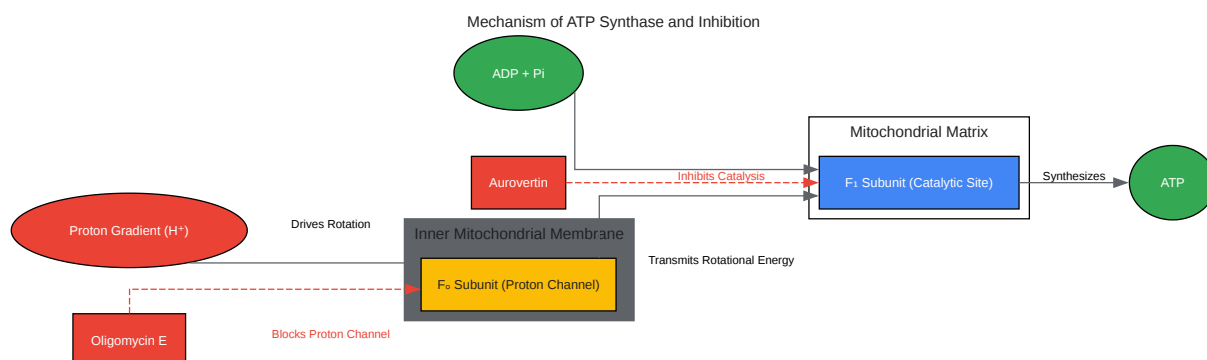 Mechanism of ATP Synthase and Inhibition
ADP + Pi
Mitochondrial Matrix
Aurovertin
Inhibits Catalysis
F₁ Subunit (Catalytic Site)
Synthesizes
ATP
Proton Gradient (H⁺)
Drives Rotation
Inner Mitochondrial Membrane
Transmits Rotational Energy
Fₒ Subunit (Proton Channel)
Oligomycin E
Blocks Proton Channel